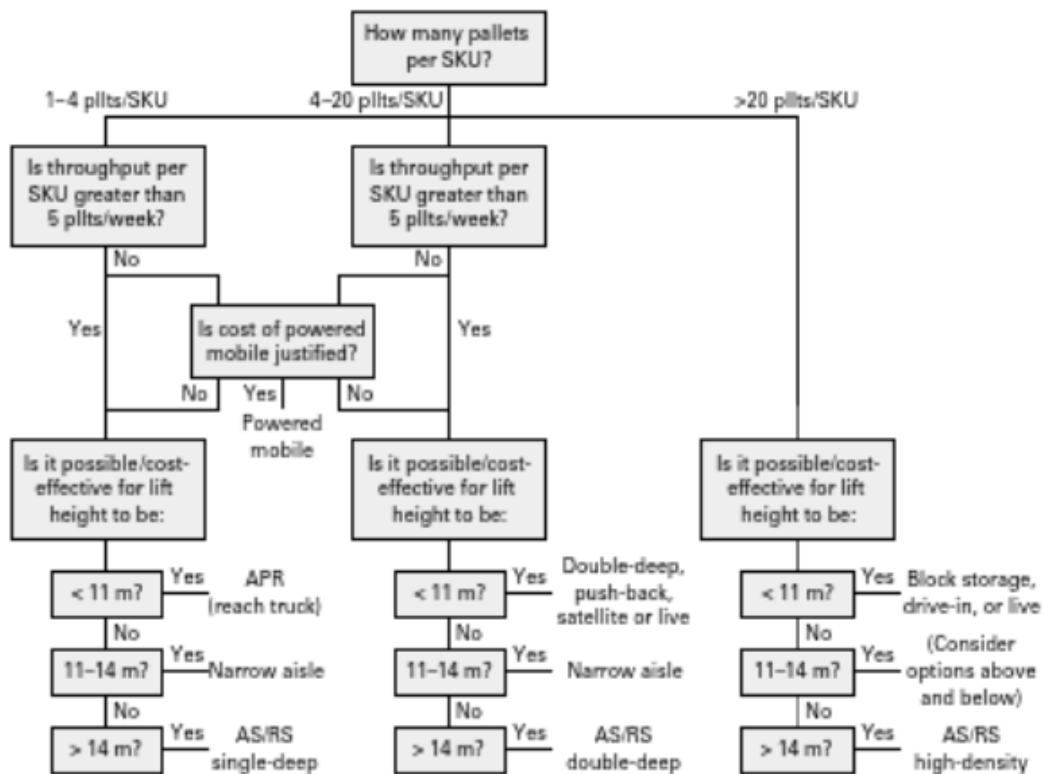 How many pallets
per SKU?
1–4 pllts/SKU
4–20 pllts/SKU
>20 pllts/SKU
Is throughput per
SKU greater than
5 pllts/week?
Is throughput per
SKU greater than
5 pllts/week?
No
No
Yes
Is cost of powered
mobile justified?
Yes
No
Yes
No
Powered
mobile
Is it possible/cost-
effective for lift
height to be:
Is it possible/cost-
effective for lift
height to be:
Is it possible/cost-
effective for lift
height to be:
< 11 m?
Yes
APR
(reach truck)
< 11 m?
Yes
Double-deep,
push-back,
satellite or live
< 11 m?
Yes
Block storage,
drive-in, or live
No
No
No
11–14 m?
Yes
Narrow aisle
11–14 m?
Yes
Narrow aisle
11–14 m?
Yes
(Consider
options above
and below)
No
No
No
> 14 m?
Yes
AS/RS
single-deep
> 14 m?
Yes
AS/RS
double-deep
> 14 m?
Yes
AS/RS
high-density